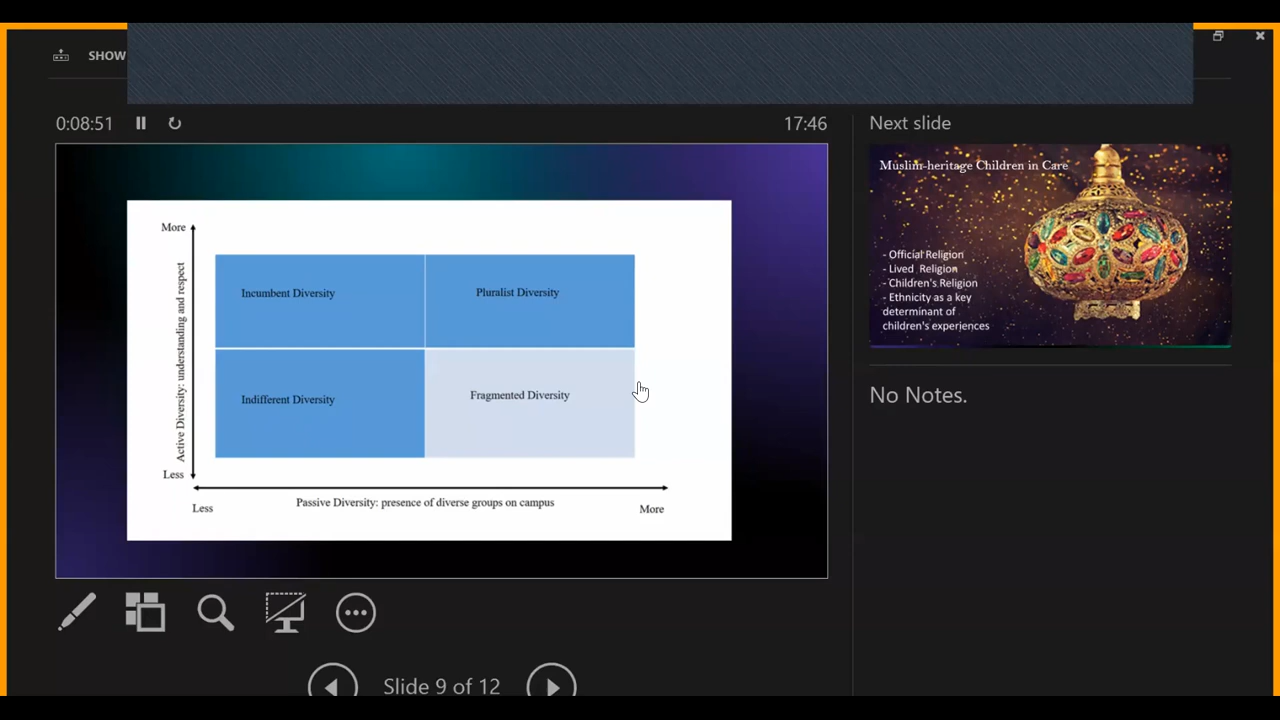 SHOW
0:08:51
17:46
Next slide
More
Active Diversity: understanding and respect
Incumbent Diversity
Pluralist Diversity
Indifferent Diversity
Fragmented Diversity
Less
Passive Diversity: presence of diverse groups on campus
Less
More
Muslim-heritage Children in Care
- Official Religion
- Lived Religion
- Children's Religion
- Ethnicity as a key
determinant of
children's experiences
No Notes.
Slide 9 of 12